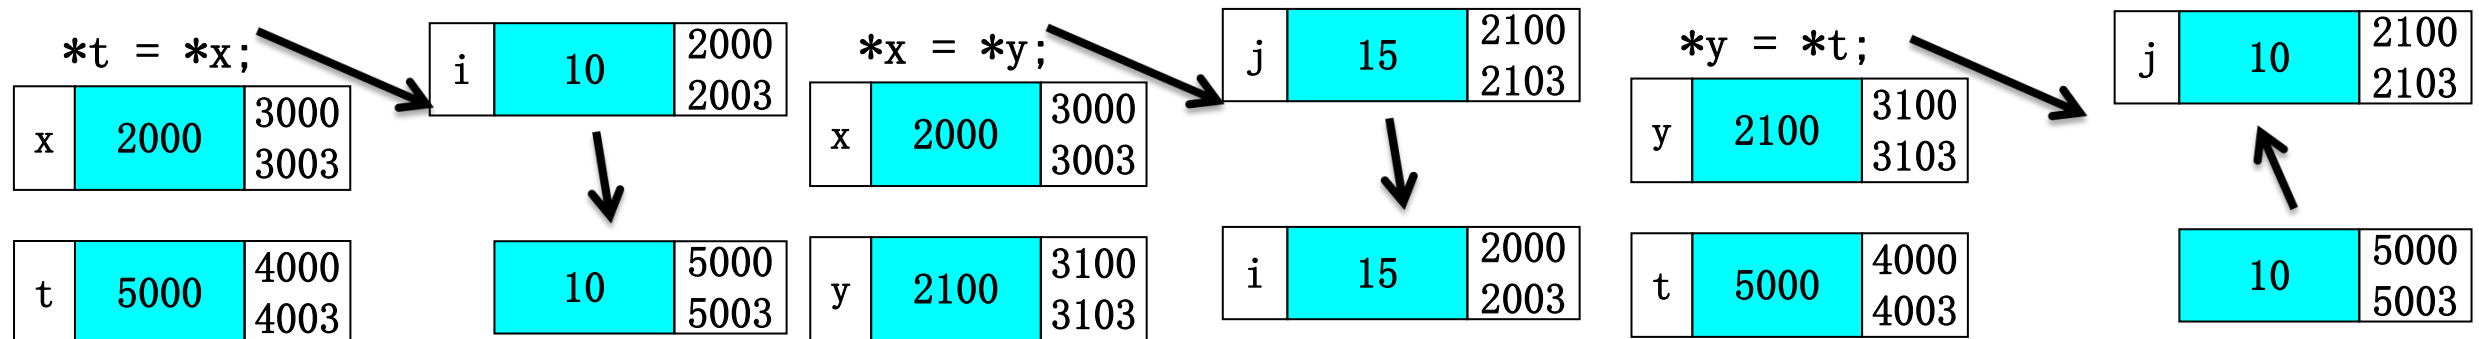 *t = *x;
x 2000 3000
3003
t 5000 4000
4003
i 10 2000
2003
10 5000
5003
*x = *y;
x 2000 3000
3003
y 2100 3100
3103
j 15 2100
2103
i 15 2000
2003
*y = *t;
y 2100 3100
3103
t 5000 4000
4003
j 10 2100
2103
10 5000
5003